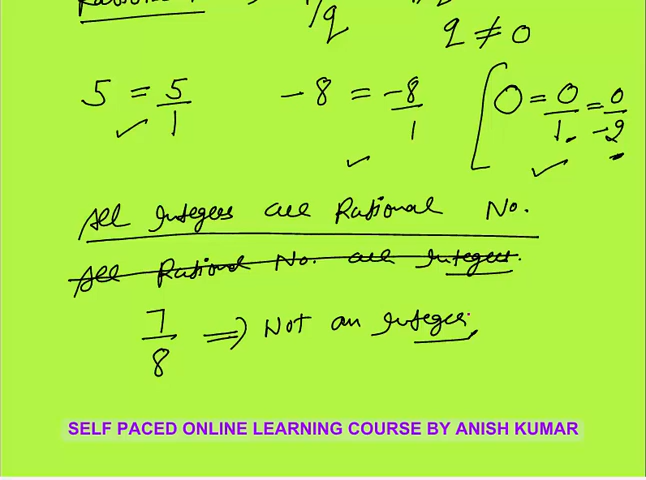 /q q ≠ 0
5 = 5/1 -8 = -8/1 0 = 0/1 = 0/-2
All Integers are Rational No.
All Rational No. are Integers.
7/8 ⇒ Not an Integer.
SELF PACED ONLINE LEARNING COURSE BY ANISH KUMAR